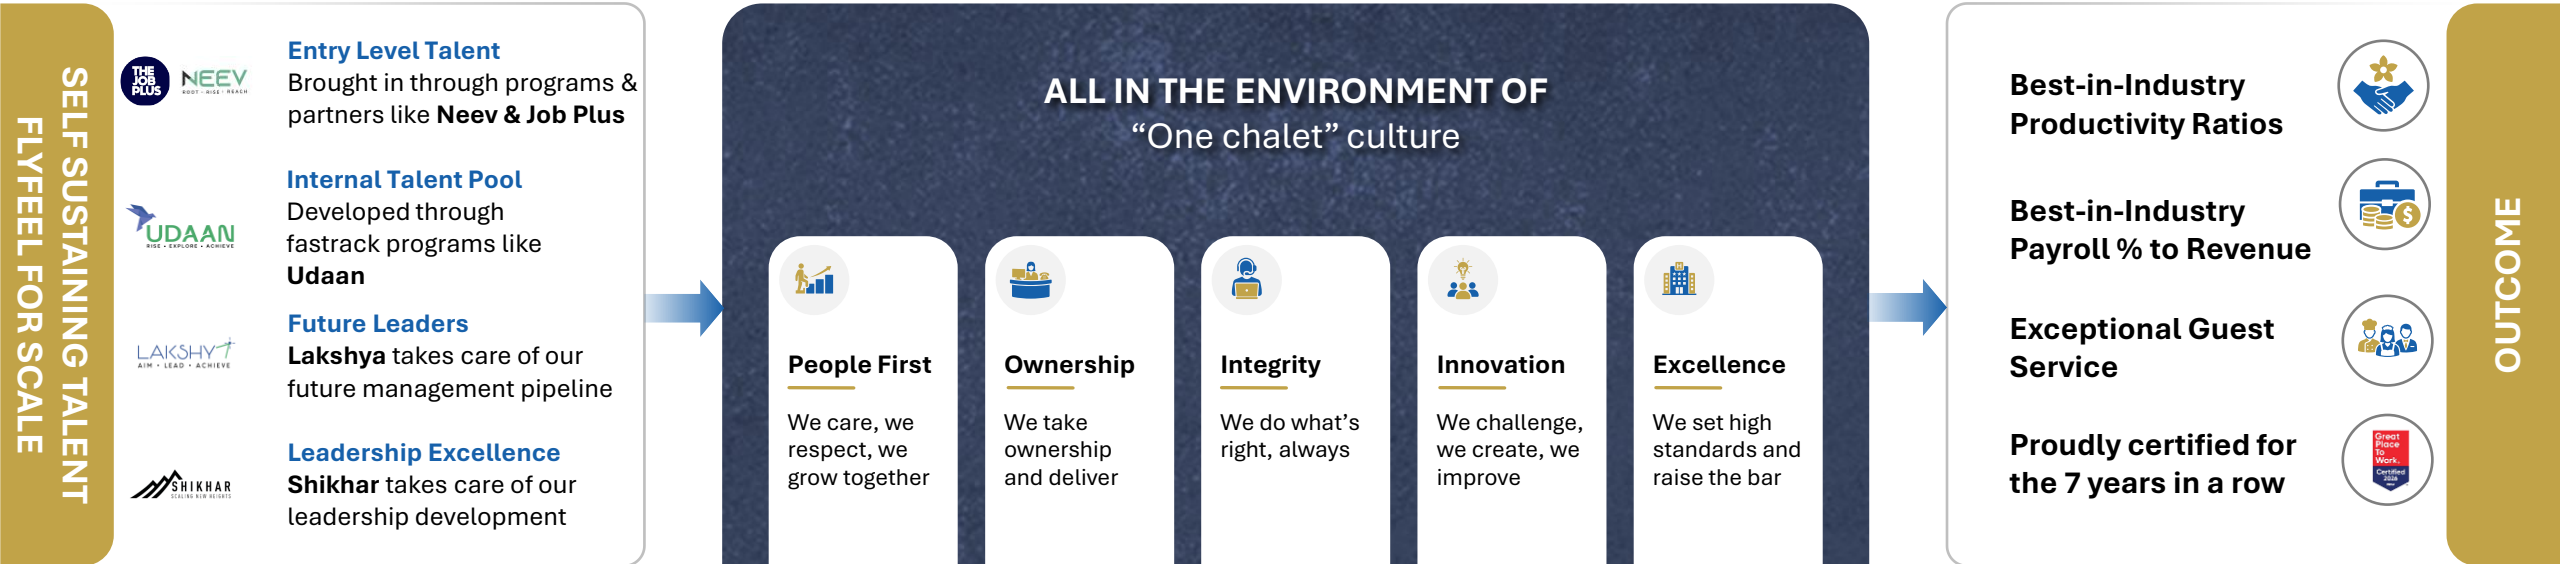 SELF SUSTAINING TALENT
FLYFEEL FOR SCALE
THE
JOB
PLUS
NEEV
ROOT • RISE • REACH
Entry Level Talent
Brought in through programs &
partners like Neev & Job Plus
UDAAN
RISE • EXPLORE • ACHIEVE
Internal Talent Pool
Developed through
fastrack programs like
Udaan
LAKSHYA
AIM • LEAD • ACHIEVE
Future Leaders
Lakshya takes care of our
future management pipeline
SHIKHAR
SCALING NEW HEIGHTS
Leadership Excellence
Shikhar takes care of our
leadership development
ALL IN THE ENVIRONMENT OF
“One chalet” culture
People First
We care, we
respect, we
grow together
Ownership
We take
ownership
and deliver
Integrity
We do what’s
right, always
Innovation
We challenge,
we create, we
improve
Excellence
We set high
standards and
raise the bar
Best-in-Industry
Productivity Ratios
Best-in-Industry
Payroll % to Revenue
$
Exceptional Guest
Service
Proudly certified for
the 7 years in a row
Great
Place
To
Work.
Certified
OUTCOME